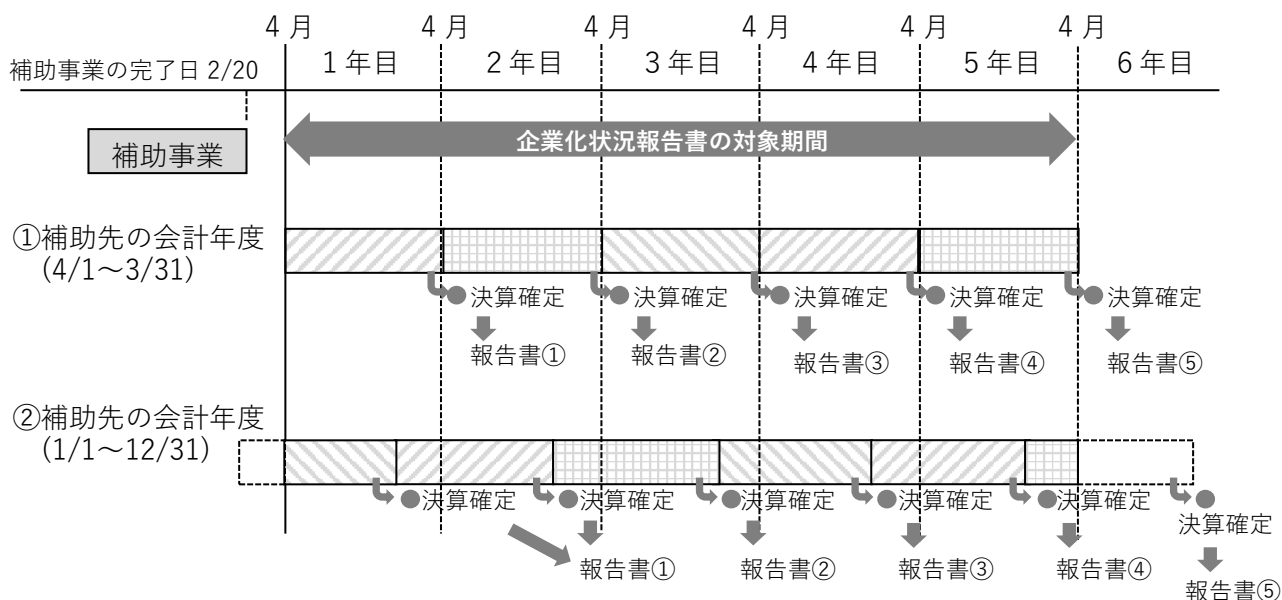 4 月 4 月 4 月 4 月 4 月 4 月
補助事業の完了日 2/20 1 年目 2 年目 3 年目 4 年目 5 年目 6 年目
企業化状況報告書の対象期間
補助事業
①補助先の会計年度
(4/1～3/31)
決算確定 決算確定 決算確定 決算確定 決算確定
報告書① 報告書② 報告書③ 報告書④ 報告書⑤
②補助先の会計年度
(1/1～12/31)
決算確定 決算確定 決算確定 決算確定 決算確定
決算確定
報告書① 報告書② 報告書③ 報告書④
報告書⑤